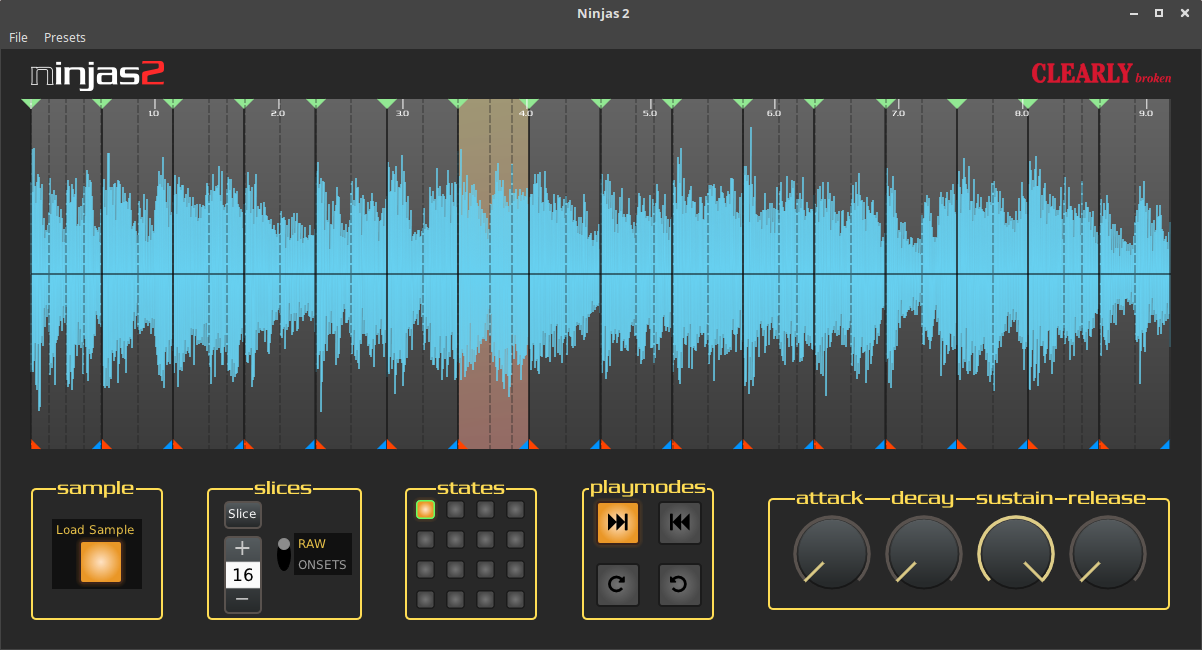 Ninjas 2
File Presets
ninjas2
CLEARLY broken
1.0 2.0 3.0 4.0 5.0 6.0 7.0 8.0 9.0
sample
slices
states
playmodes
attack decay sustain release
Load Sample
Slice
16
RAW
ONSETS